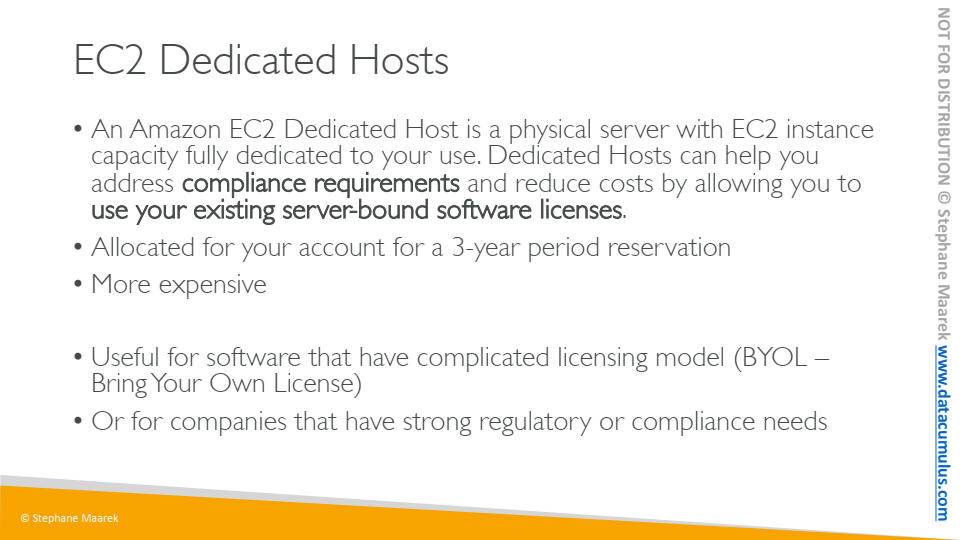 EC2 Dedicated Hosts
• An Amazon EC2 Dedicated Host is a physical server with EC2 instance
capacity fully dedicated to your use. Dedicated Hosts can help you
address compliance requirements and reduce costs by allowing you to
use your existing server-bound software licenses.
• Allocated for your account for a 3-year period reservation
• More expensive
• Useful for software that have complicated licensing model (BYOL –
Bring Your Own License)
• Or for companies that have strong regulatory or compliance needs
© Stephane Maarek
NOT FOR DISTRIBUTION © Stephane Maarek www.datacumulus.com